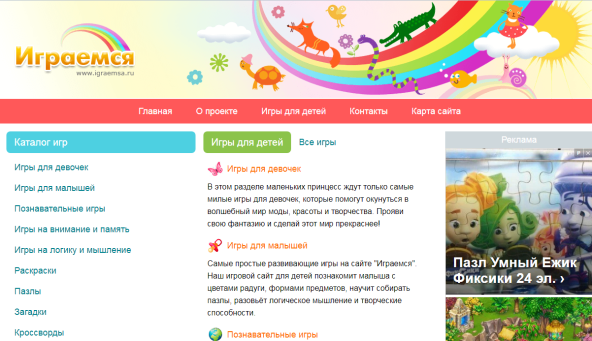 Играемся
www.igraemsa.ru
Главная
О проекте
Игры для детей
Контакты
Карта сайта
Каталог игр
Игры для девочек
Игры для малышей
Познавательные игры
Игры на внимание и память
Игры на логику и мышление
Раскраски
Пазлы
Загадки
Кроссворды
Игры для детей
Все игры
Игры для девочек
В этом разделе маленьких принцесс ждут только самые
милые игры для девочек, которые помогут окунуться в
волшебный мир моды, красоты и творчества. Прояви
свою фантазию и сделай этот мир прекраснее!
Игры для малышей
Самые простые развивающие игры на сайте "Играемся".
Наш игровой сайт для детей познакомит малыша с
цветами радуги, формами предметов, научит собирать
пазлы, разовьёт логическое мышление и творческие
способности.
Познавательные игры
Реклама
Пазл Умный Ежик
Фиксики 24 эл. ›